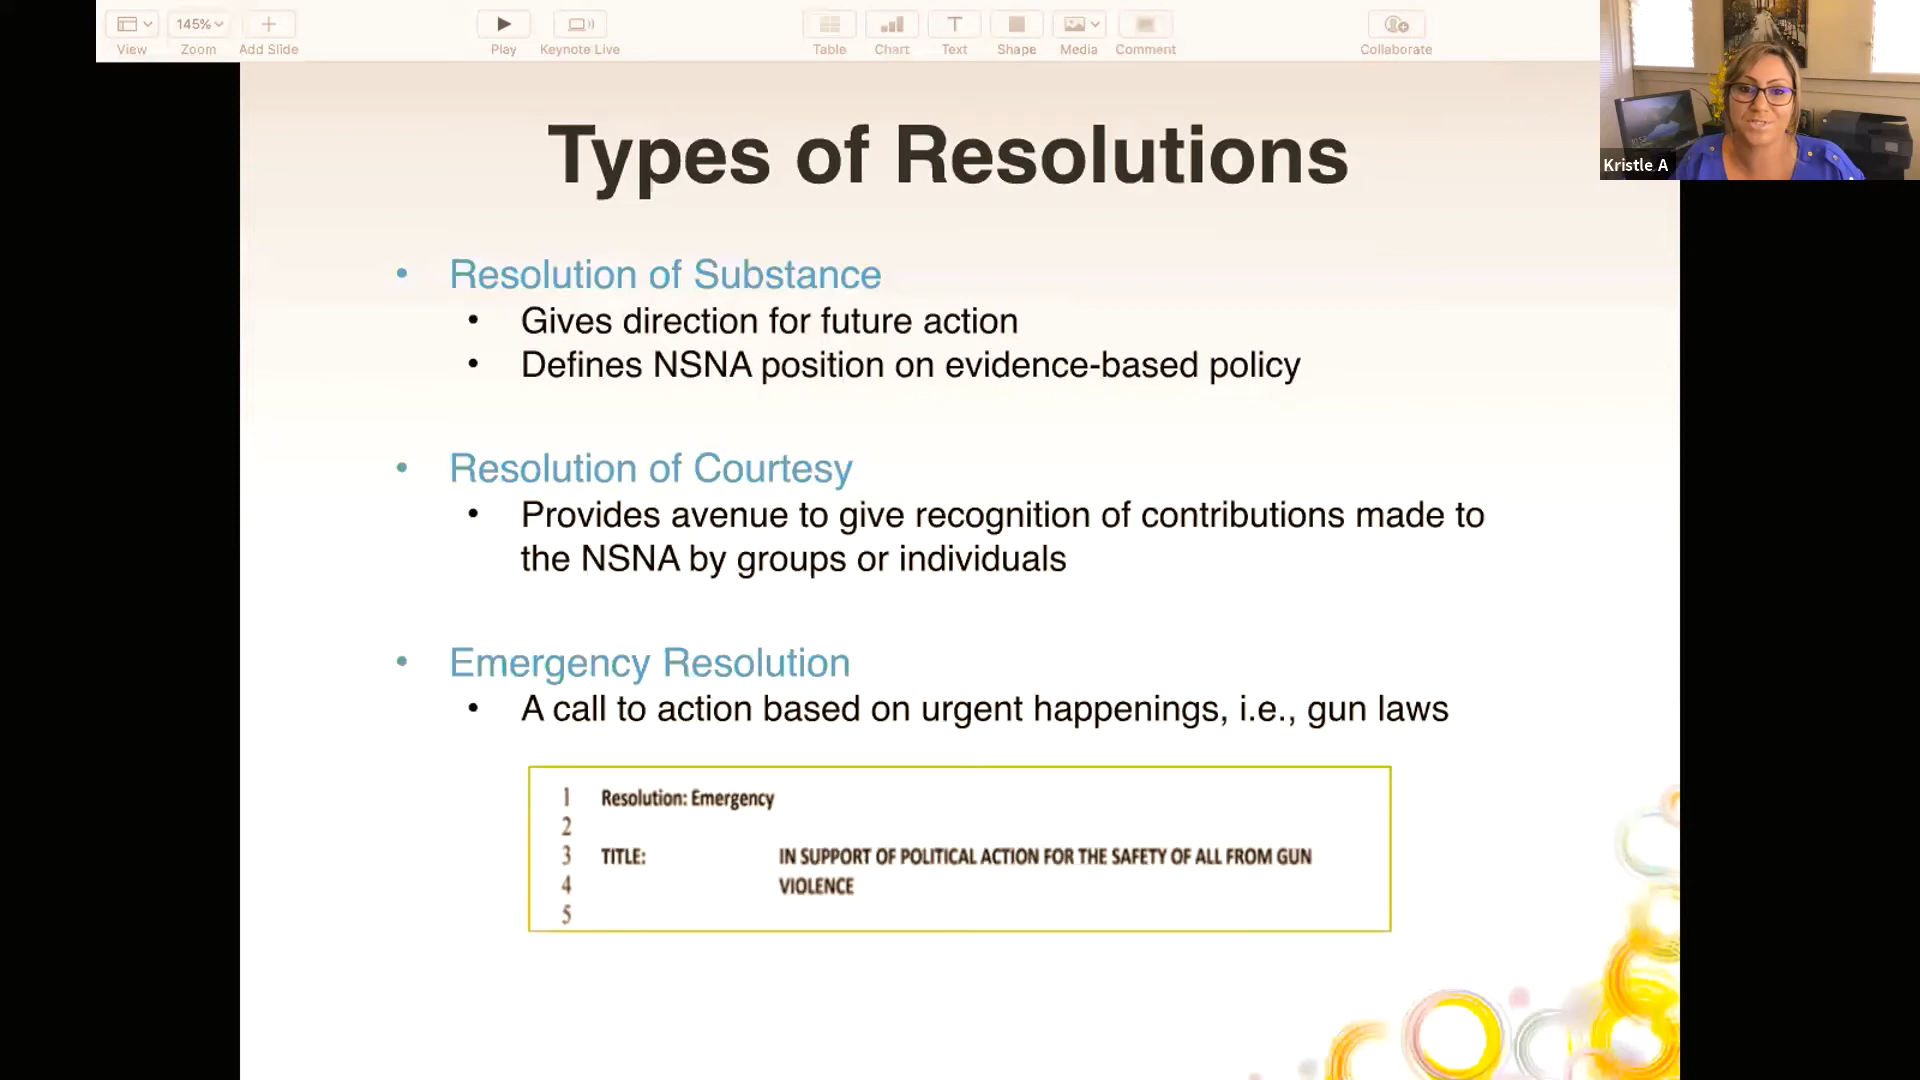 145%
View
Zoom
Add Slide
Play
Keynote Live
Table
Chart
Text
Shape
Media
Comment
Collaborate
Kristle A
Types of Resolutions
• Resolution of Substance
• Gives direction for future action
• Defines NSNA position on evidence-based policy
• Resolution of Courtesy
• Provides avenue to give recognition of contributions made to
the NSNA by groups or individuals
• Emergency Resolution
• A call to action based on urgent happenings, i.e., gun laws
1 Resolution: Emergency
2
3 TITLE: IN SUPPORT OF POLITICAL ACTION FOR THE SAFETY OF ALL FROM GUN
4 VIOLENCE
5